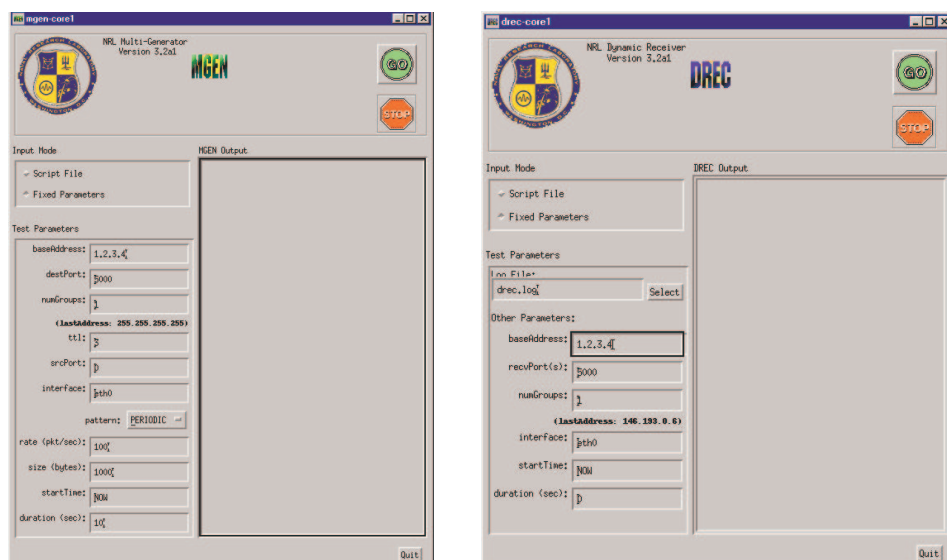 mgen-core1
NRL Multi-Generator
Version 3.2a1
MGEN
GO
STOP
Input Mode
Script File
Fixed Parameters
MGEN Output
Test Parameters
baseAddress: 1.2.3.4
destPort: 5000
numGroups: 1
(lastAddress: 255.255.255.255)
ttl: 3
srcPort: 0
interface: eth0
pattern: PERIODIC
rate (pkt/sec): 100
size (bytes): 1000
startTime: NOW
duration (sec): 10
Quit
drec-core1
NRL Dynamic Receiver
Version 3.2a1
DREC
GO
STOP
Input Mode
Script File
Fixed Parameters
DREC Output
Test Parameters
Log File:
drec.log
Select
Other Parameters:
baseAddress: 1.2.3.4
recvPort(s): 5000
numGroups: 1
(lastAddress: 146.193.0.6)
interface: eth0
startTime: NOW
duration (sec): 0
Quit